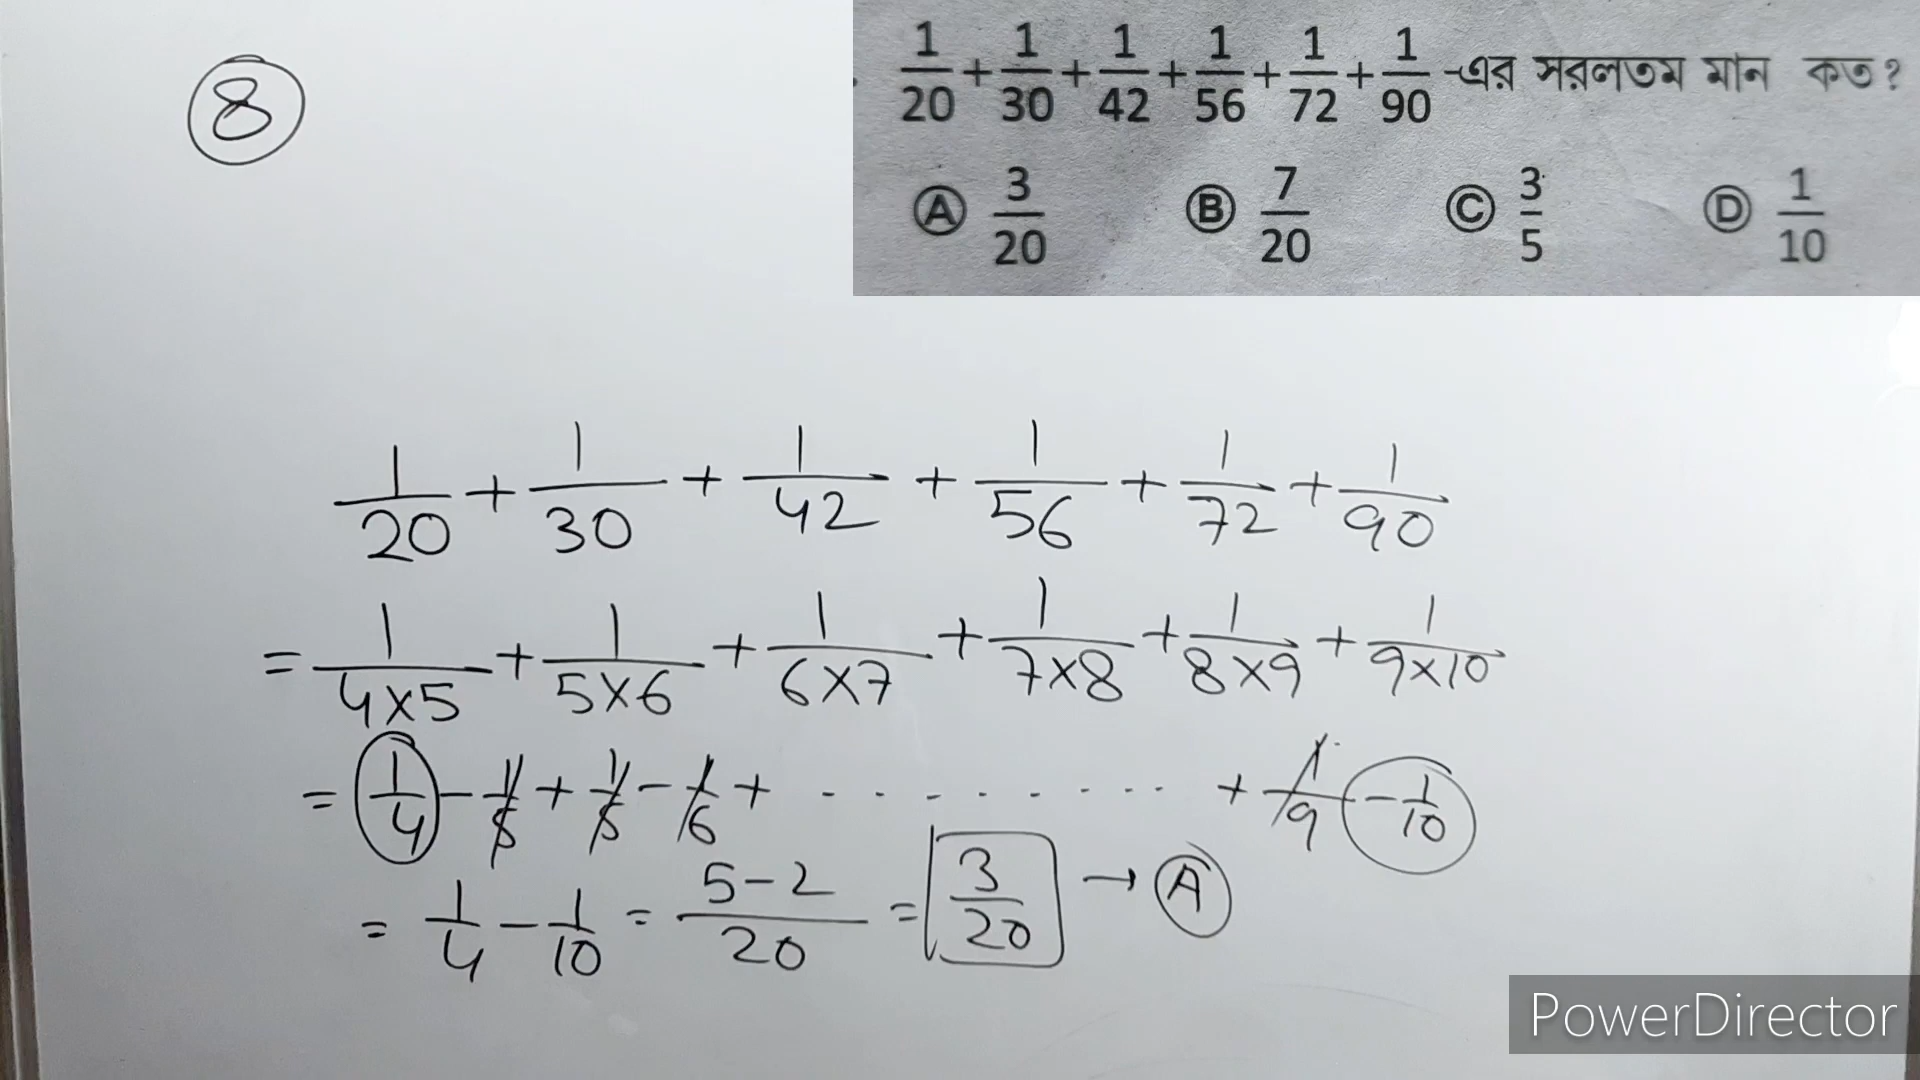 8
1/20 + 1/30 + 1/42 + 1/56 + 1/72 + 1/90 -এর সরলতম মান কত?
Ⓐ 3/20 Ⓑ 7/20 Ⓒ 3/5 Ⓓ 1/10
1/20 + 1/30 + 1/42 + 1/56 + 1/72 + 1/90
= 1/4×5 + 1/5×6 + 1/6×7 + 1/7×8 + 1/8×9 + 1/9×10
= 1/4 - 1/5 + 1/5 - 1/6 + . . . . . . . . . . + 1/9 - 1/10
= 1/4 - 1/10 = 5-2/20 = 3/20 → A
PowerDirector